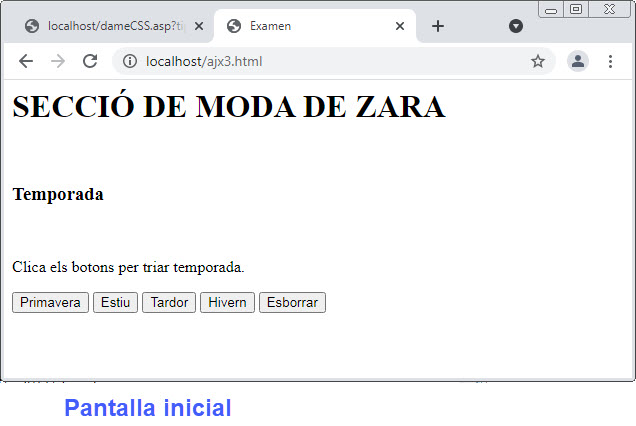 localhost/dameCSS.asp?ti
Examen
localhost/ajx3.html
SECCIÓ DE MODA DE ZARA
Temporada
Clica els botons per triar temporada.
Primavera Estiu Tardor Hivern Esborrar
Pantalla inicial